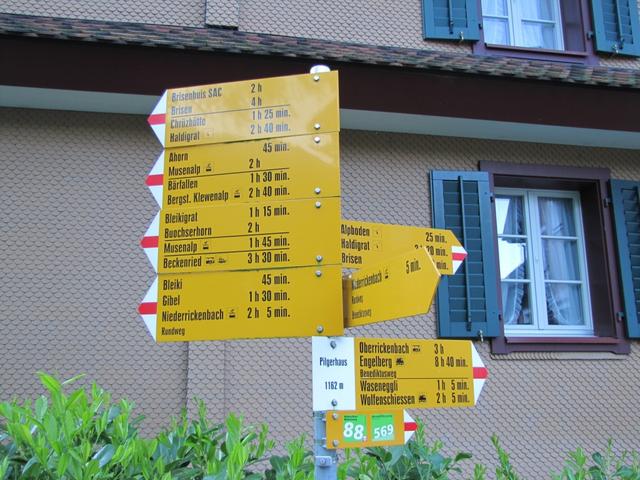 Brisenhuis SAC 2 h
Brisen 4 h
Chrüzhütte 1 h 25 min.
Haldigrat 2 h 40 min.
Ahorn 45 min.
Musenalp 2 h
Bärfallen 1 h 30 min.
Bergst. Klewenalp 2 h 40 min.
Bleikigrat 1 h 15 min.
Buochserhorn 2 h
Musenalp 1 h 45 min.
Beckenried 3 h 30 min.
Bleiki 45 min.
Gibel 1 h 30 min.
Niederrickenbach 2 h 5 min.
Rundweg
Alpboden 25 min.
Haldigrat
Brisen
Niederrickenbach 5 min.
Rundweg
Benediktusweg
Pilgerhaus
1162 m
Oberrickenbach 3 h
Engelberg 8 h 40 min.
Benediktusweg
Waseneggli 1 h 5 min.
Wolfenschiessen 2 h 5 min.
88
569